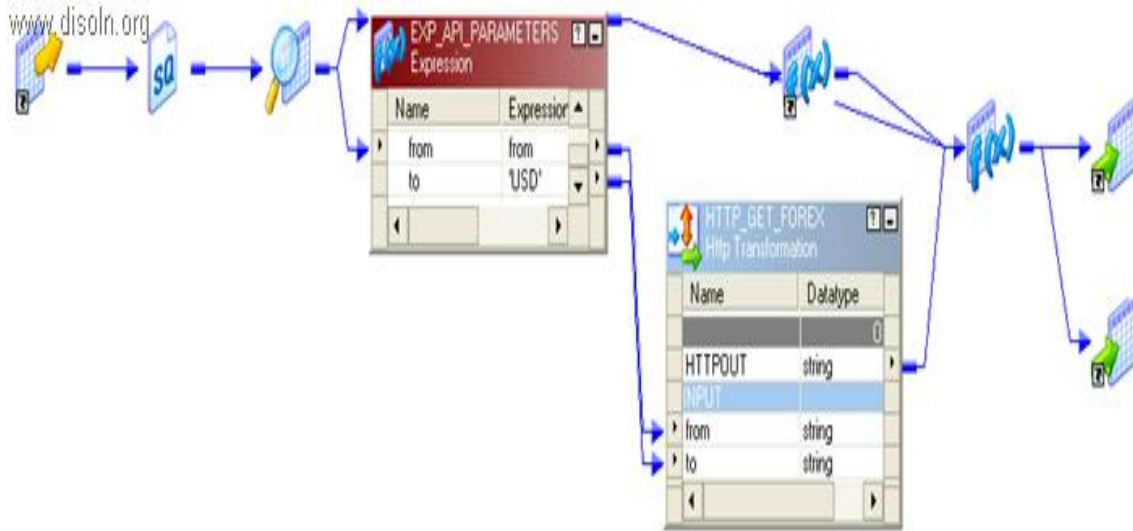 www.disoln.org
SQ
EXP_API_PARAMETERS
Expression
Name Expression
from from
to 'USD'
f(x)
f(x)
HTTP_GET_FOREX
Http Transformation
Name Datatype
HTTPOUT string
INPUT
from string
to string